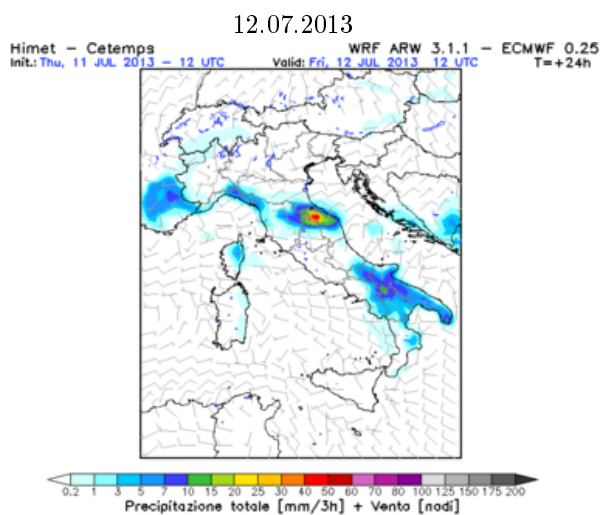 12.07.2013
Himet – Cetemps WRF ARW 3.1.1 – ECMWF 0.25
Init.: Thu, 11 JUL 2013 – 12 UTC Valid: Fri, 12 JUL 2013 12 UTC T=+24h
0.2 1 3 5 7 10 15 20 25 30 40 50 60 70 80 100 125 150 175 200
Precipitazione totale [mm/3h] + Vento [nodi]